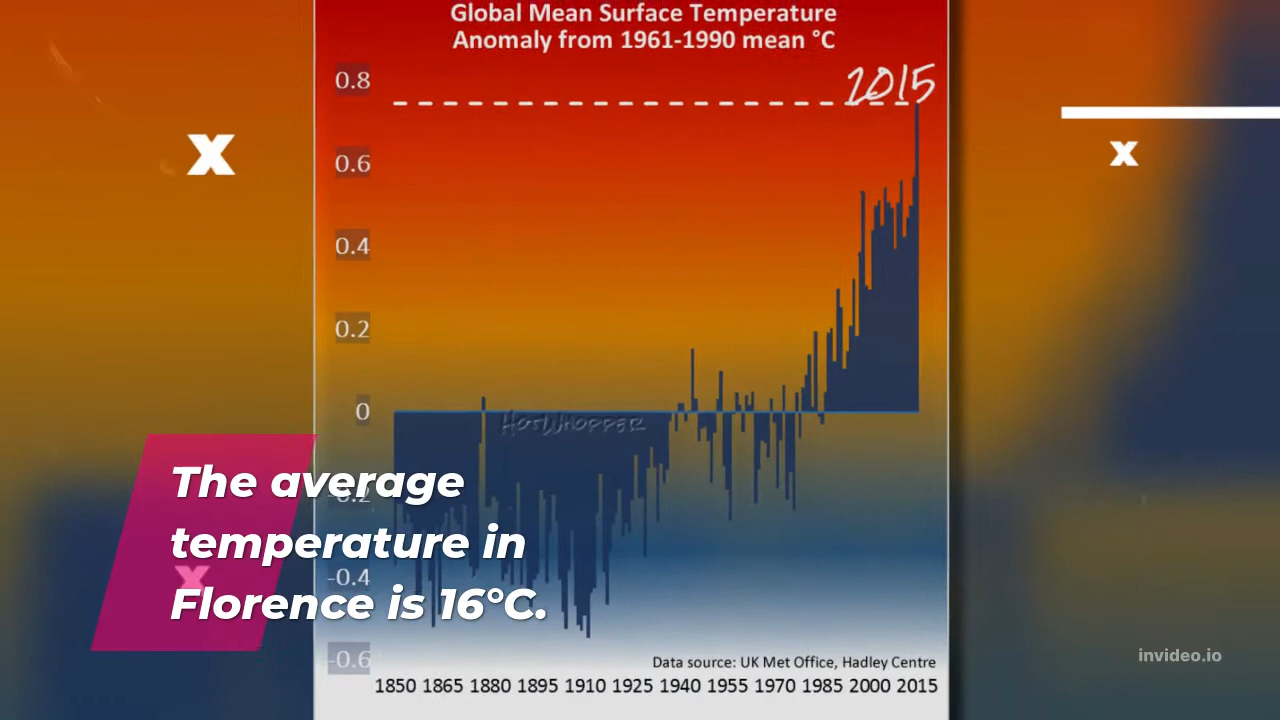 Global Mean Surface Temperature
Anomaly from 1961-1990 mean °C
2015
0.8
0.6
0.4
0.2
0
HOTWHOPPER
-0.2
-0.4
-0.6
The average
temperature in
Florence is 16°C.
Data source: UK Met Office, Hadley Centre
1850 1865 1880 1895 1910 1925 1940 1955 1970 1985 2000 2015
x
x
x
invideo.io